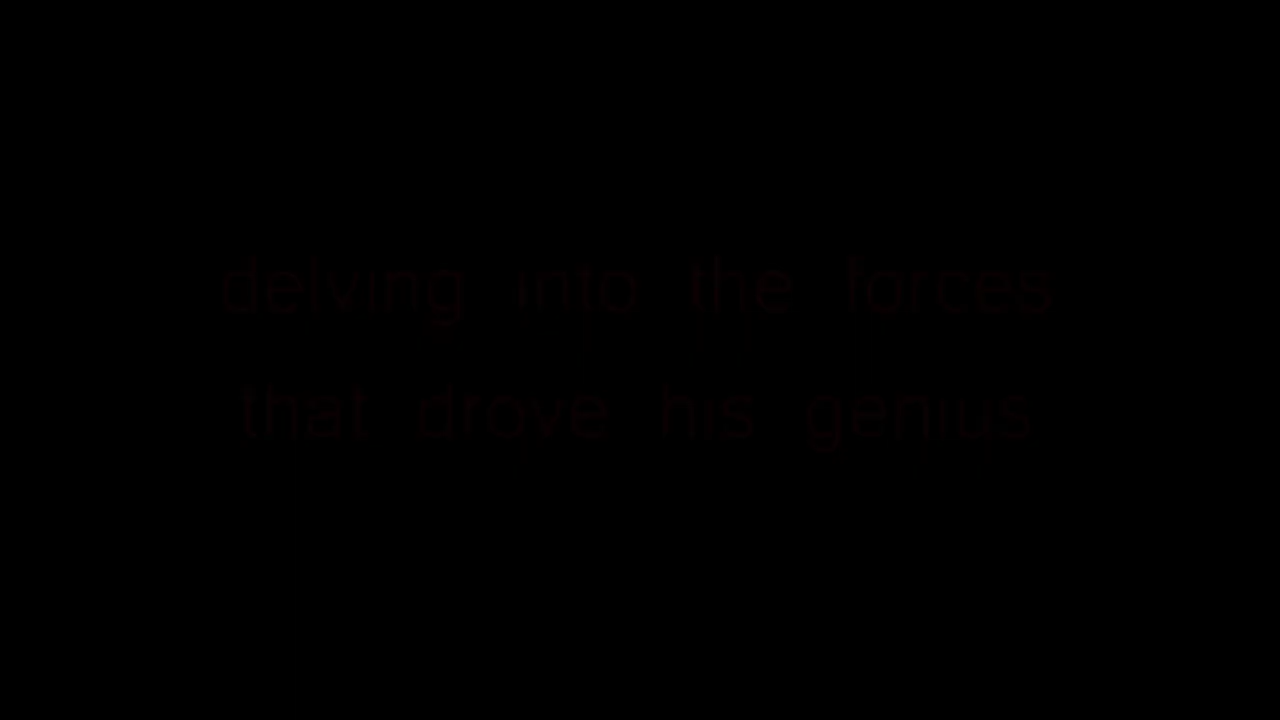 delving into the forces
that drove his genius